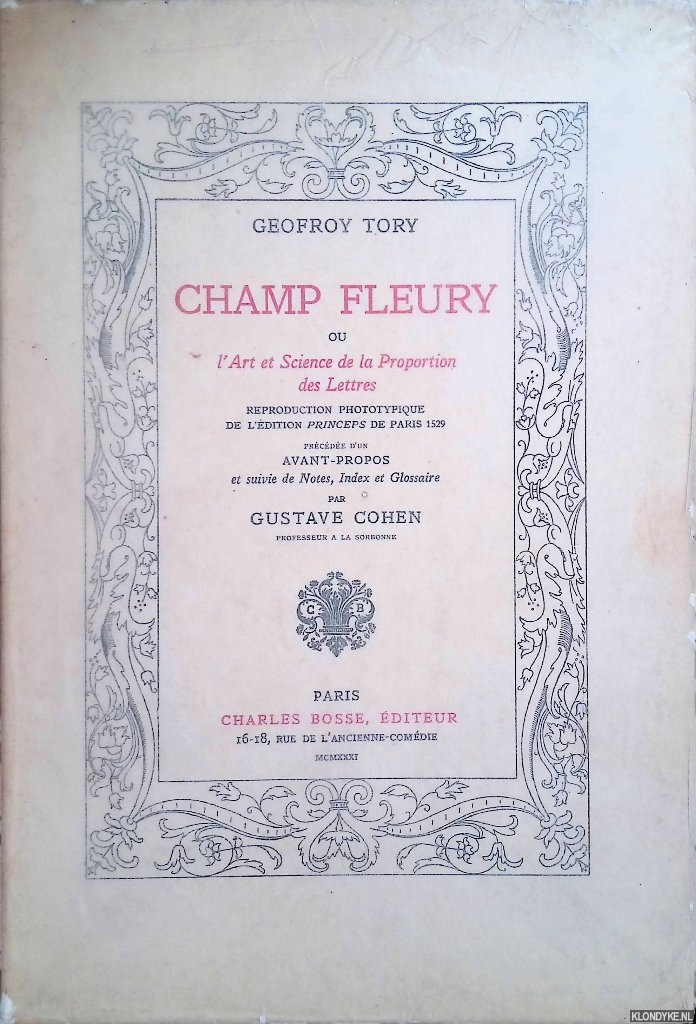 GEOFROY TORY
CHAMP FLEURY
OU
l'Art et Science de la Proportion
des Lettres
REPRODUCTION PHOTOTYPIQUE
DE L'ÉDITION PRINCEPS DE PARIS 1529
PRÉCÉDÉE D'UN
AVANT-PROPOS
et suivie de Notes, Index et Glossaire
PAR
GUSTAVE COHEN
PROFESSEUR A LA SORBONNE
C B
PARIS
CHARLES BOSSE, ÉDITEUR
16-18, RUE DE L'ANCIENNE-COMÉDIE
MCMXXXI
KLONDYKE.NL